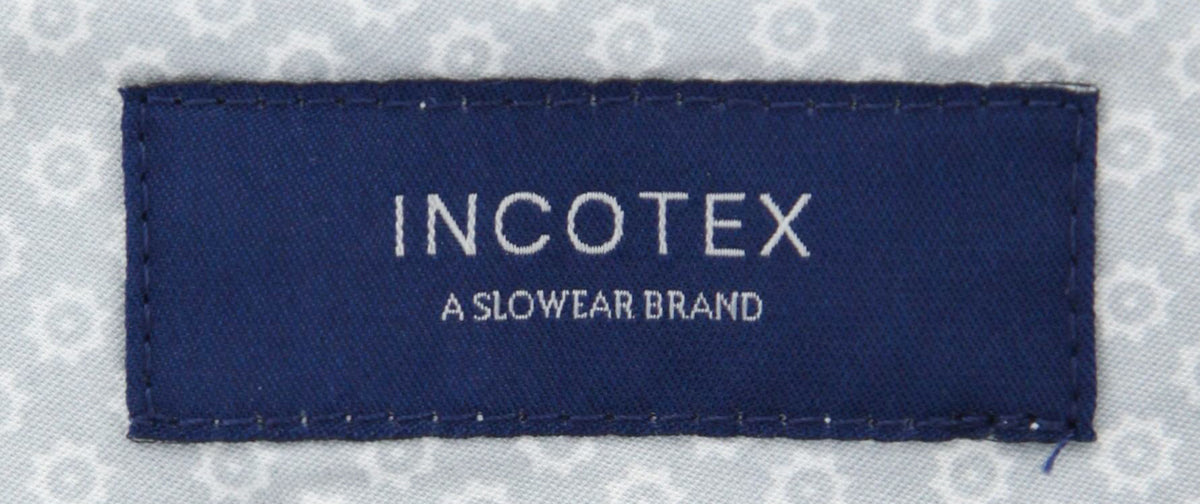 INCOTEX
A SLOWEAR BRAND